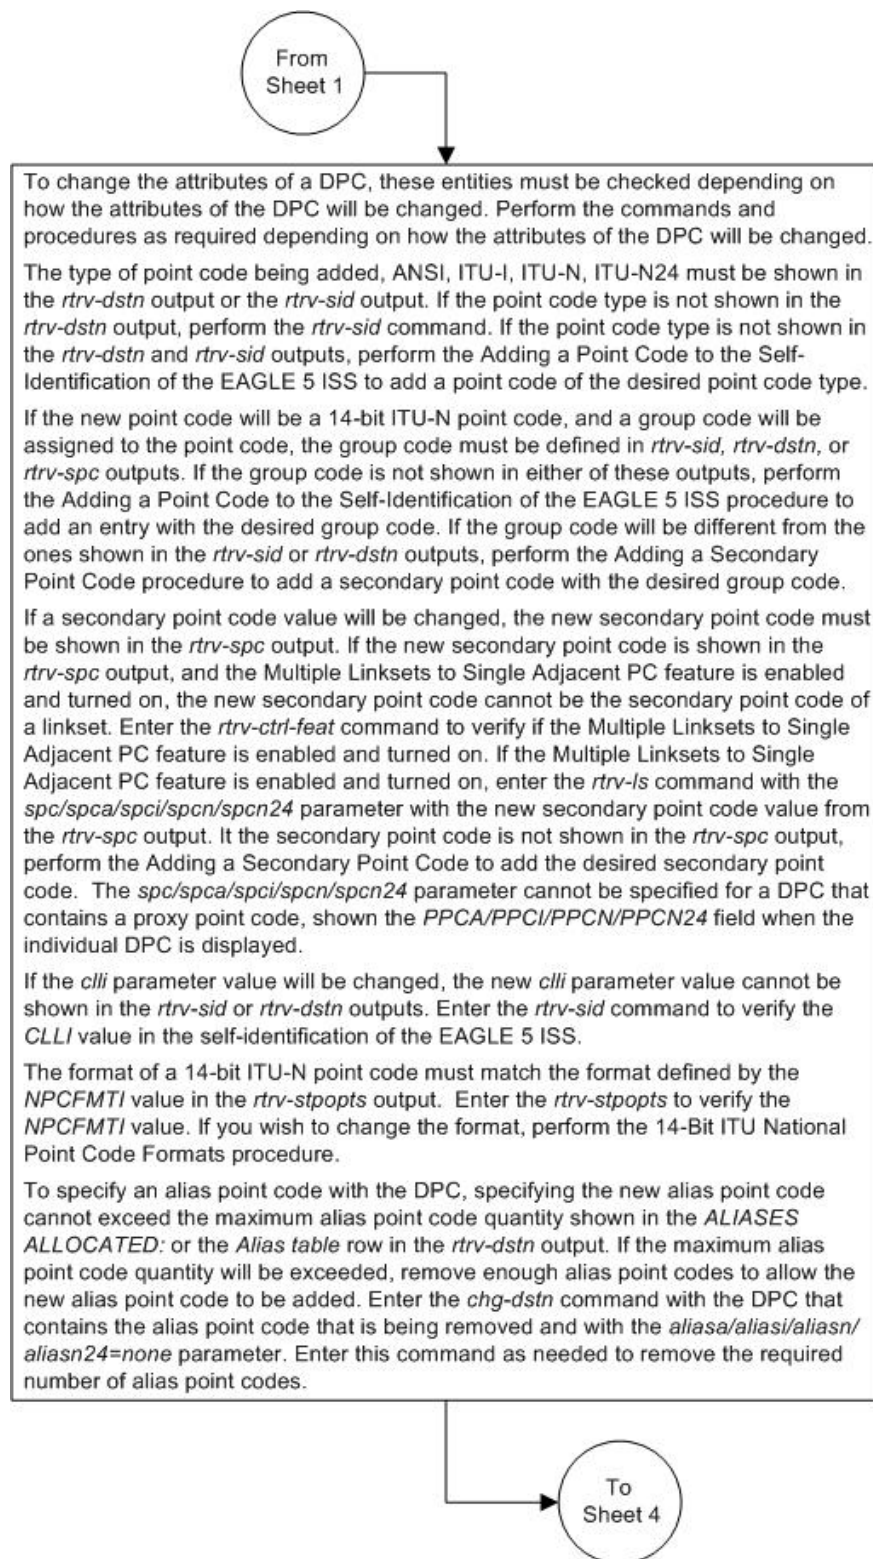 From
Sheet 1
To change the attributes of a DPC, these entities must be checked depending on
how the attributes of the DPC will be changed. Perform the commands and
procedures as required depending on how the attributes of the DPC will be changed.
The type of point code being added, ANSI, ITU-I, ITU-N, ITU-N24 must be shown in
the rtrv-dstn output or the rtrv-sid output. If the point code type is not shown in the
rtrv-dstn output, perform the rtrv-sid command. If the point code type is not shown in
the rtrv-dstn and rtrv-sid outputs, perform the Adding a Point Code to the Self-
Identification of the EAGLE 5 ISS to add a point code of the desired point code type.
If the new point code will be a 14-bit ITU-N point code, and a group code will be
assigned to the point code, the group code must be defined in rtrv-sid, rtrv-dstn, or
rtrv-spc outputs. If the group code is not shown in either of these outputs, perform
the Adding a Point Code to the Self-Identification of the EAGLE 5 ISS procedure to
add an entry with the desired group code. If the group code will be different from the
ones shown in the rtrv-sid or rtrv-dstn outputs, perform the Adding a Secondary
Point Code procedure to add a secondary point code with the desired group code.
If a secondary point code value will be changed, the new secondary point code must
be shown in the rtrv-spc output. If the new secondary point code is shown in the
rtrv-spc output, and the Multiple Linksets to Single Adjacent PC feature is enabled
and turned on, the new secondary point code cannot be the secondary point code of
a linkset. Enter the rtrv-ctrl-feat command to verify if the Multiple Linksets to Single
Adjacent PC feature is enabled and turned on. If the Multiple Linksets to Single
Adjacent PC feature is enabled and turned on, enter the rtrv-ls command with the
spc/spca/spci/spcn/spcn24 parameter with the new secondary point code value from
the rtrv-spc output. It the secondary point code is not shown in the rtrv-spc output,
perform the Adding a Secondary Point Code to add the desired secondary point
code. The spc/spca/spci/spcn/spcn24 parameter cannot be specified for a DPC that
contains a proxy point code, shown the PPCA/PPCI/PPCN/PPCN24 field when the
individual DPC is displayed.
If the clli parameter value will be changed, the new clli parameter value cannot be
shown in the rtrv-sid or rtrv-dstn outputs. Enter the rtrv-sid command to verify the
CLLI value in the self-identification of the EAGLE 5 ISS.
The format of a 14-bit ITU-N point code must match the format defined by the
NPCFMTI value in the rtrv-stpopts output. Enter the rtrv-stpopts to verify the
NPCFMTI value. If you wish to change the format, perform the 14-Bit ITU National
Point Code Formats procedure.
To specify an alias point code with the DPC, specifying the new alias point code
cannot exceed the maximum alias point code quantity shown in the ALIASES
ALLOCATED: or the Alias table row in the rtrv-dstn output. If the maximum alias
point code quantity will be exceeded, remove enough alias point codes to allow the
new alias point code to be added. Enter the chg-dstn command with the DPC that
contains the alias point code that is being removed and with the aliasa/aliasi/aliasn/
aliasn24=none parameter. Enter this command as needed to remove the required
number of alias point codes.
To
Sheet 4